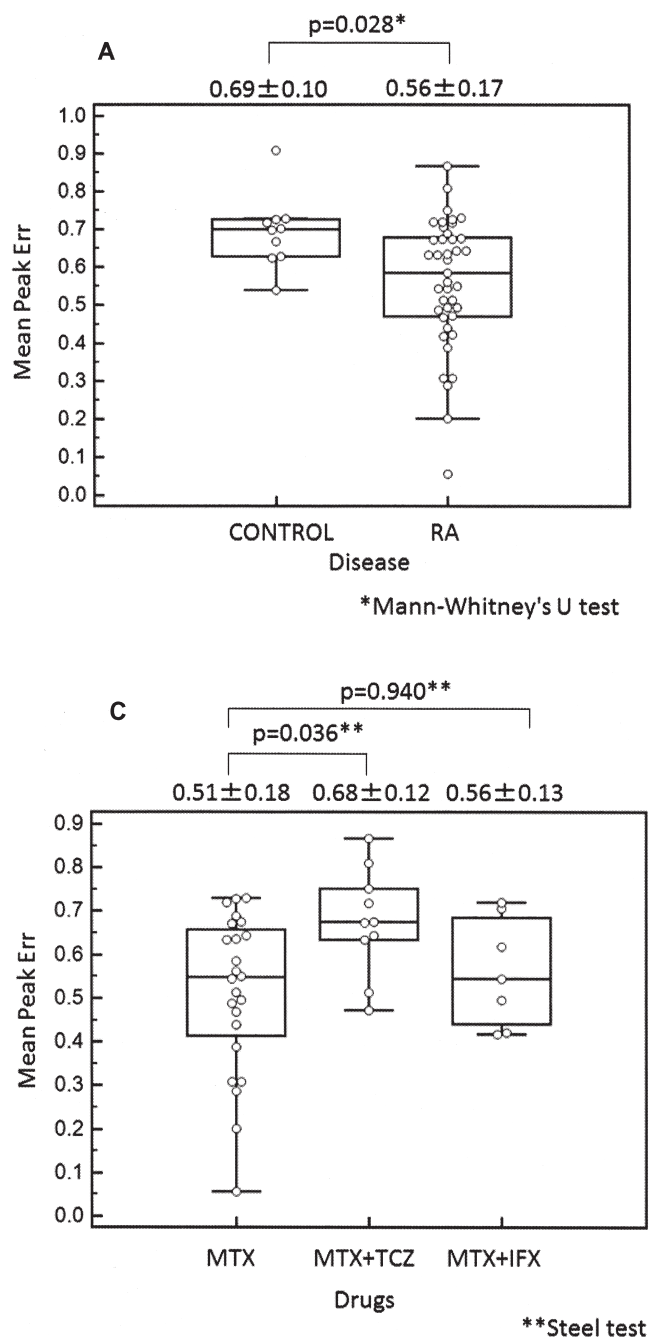 p=0.028*
A
0.69±0.10 0.56±0.17
1.0
0.9
0.8
0.7
0.6
0.5
0.4
0.3
0.2
0.1
0.0
Mean Peak Err
CONTROL RA
Disease
*Mann-Whitney's U test
p=0.940**
C
p=0.036**
0.51±0.18 0.68±0.12 0.56±0.13
0.9
0.8
0.7
0.6
0.5
0.4
0.3
0.2
0.1
0.0
Mean Peak Err
MTX MTX+TCZ MTX+IFX
Drugs
**Steel test